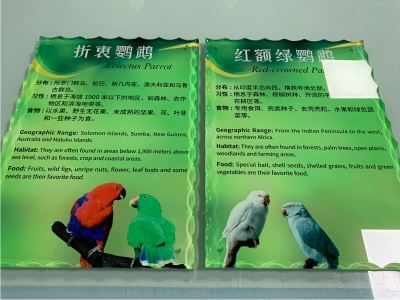 折衷鹦鹉
Eclectus Parrot
分布：所罗门群岛、松巴、新几内亚、澳大利亚和马鲁
古群岛。
习性：栖息于海拔 1900 米以下的地区，如森林、农作
物区和滨海地带等。
食物：以水果、野生无花果、未成熟的坚果、花、叶芽
和一些种子为食。
Geographic Range: Solomon Islands, Sumba, New Guinea,
Australia and Maluku Islands.
Habitat: They are often found in areas below 1,900 meters above
sea level, such as forests, crop and coastal areas.
Food: Fruits, wild figs, unripe nuts, flower, leaf buds and some
seeds are their favorite food.
红额绿鹦鹉
Red-crowned Pa
分布：从印度半岛向西，横跨非洲北部。
习性：栖息于森林、棕榈树林、开阔的平
农耕区等。
食物：专用食饵、壳类种子、去壳壳粒、水果和绿色蔬
菜等。
Geographic Range: From the Indian Peninsula to the west,
across northern Africa.
Habitat: They are often found in forests, palm trees, open plains,
woodlands and farming areas.
Food: Special bait, shell seeds, shelled grains, fruits and green
vegetables are their favorite food.